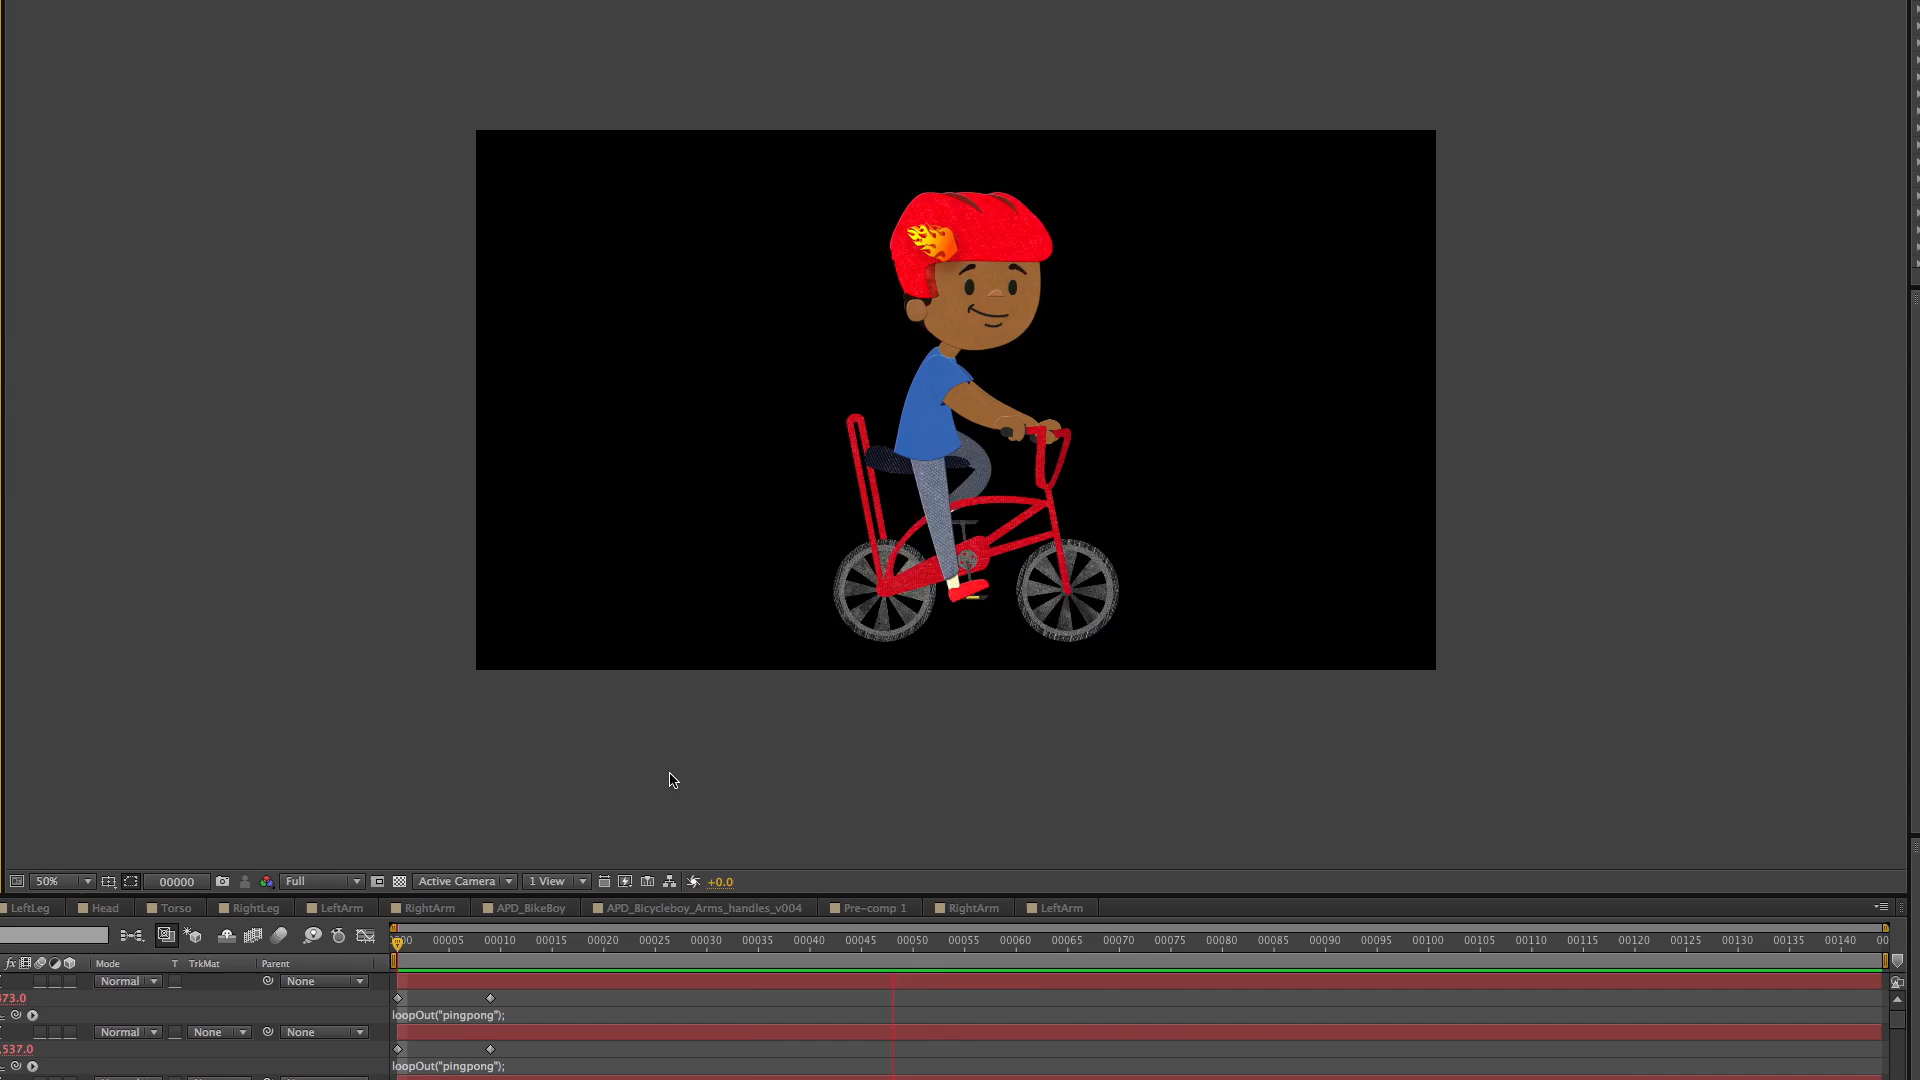 50% 00000 Full Active Camera 1 View +0.0
LeftLeg Head Torso RightLeg LeftArm RightArm APD_BikeBoy APD_Bicycleboy_Arms_handles_v004 Pre-comp 1 RightArm LeftArm
00005 00010 00015 00020 00025 00030 00035 00040 00045 00050 00055 00060 00065 00070 00075 00080 00085 00090 00095 00100 00105 00110 00115 00120 00125 00130 00135 00140 00
fx Mode T TrkMat Parent
Normal None
473.0
loopOut("pingpong");
Normal None None
,537.0
loopOut("pingpong");